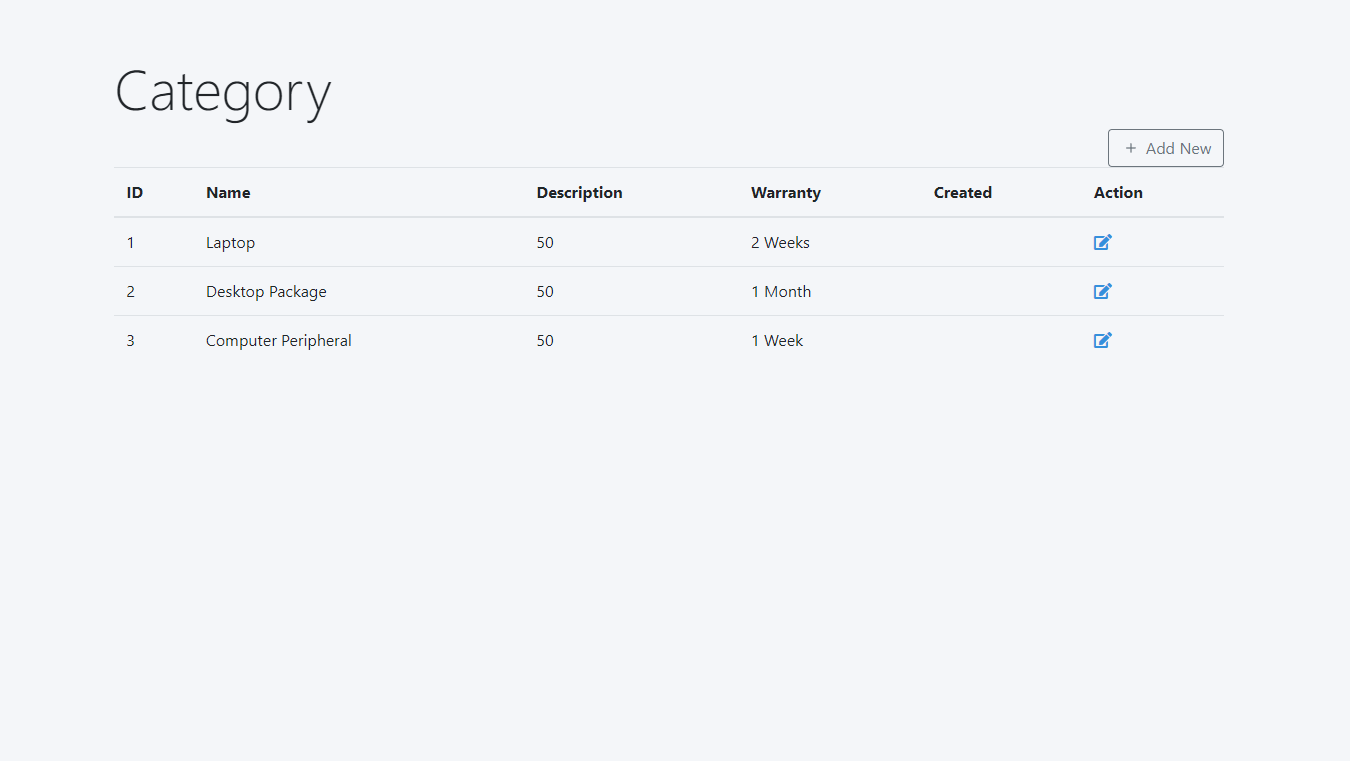 Category
+ Add New
ID Name Description Warranty Created Action
1 Laptop 50 2 Weeks
2 Desktop Package 50 1 Month
3 Computer Peripheral 50 1 Week